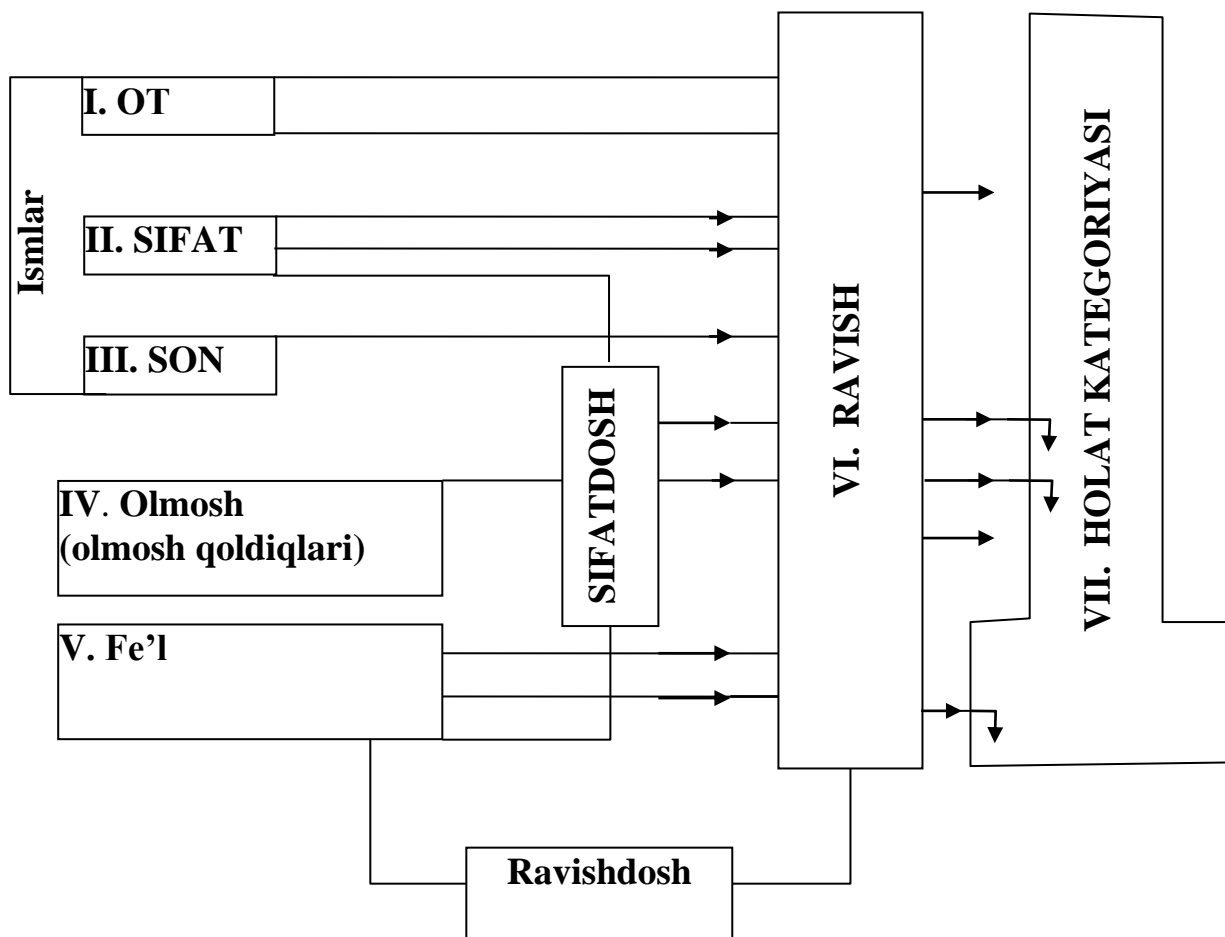 Ismlar
I. OT
II. SIFAT
III. SON
IV. Olmosh
(olmosh qoldiqlari)
V. Fe’l
SIFATDOSH
VI. RAVISH
VII. HOLAT KATEGORIYASI
Ravishdosh